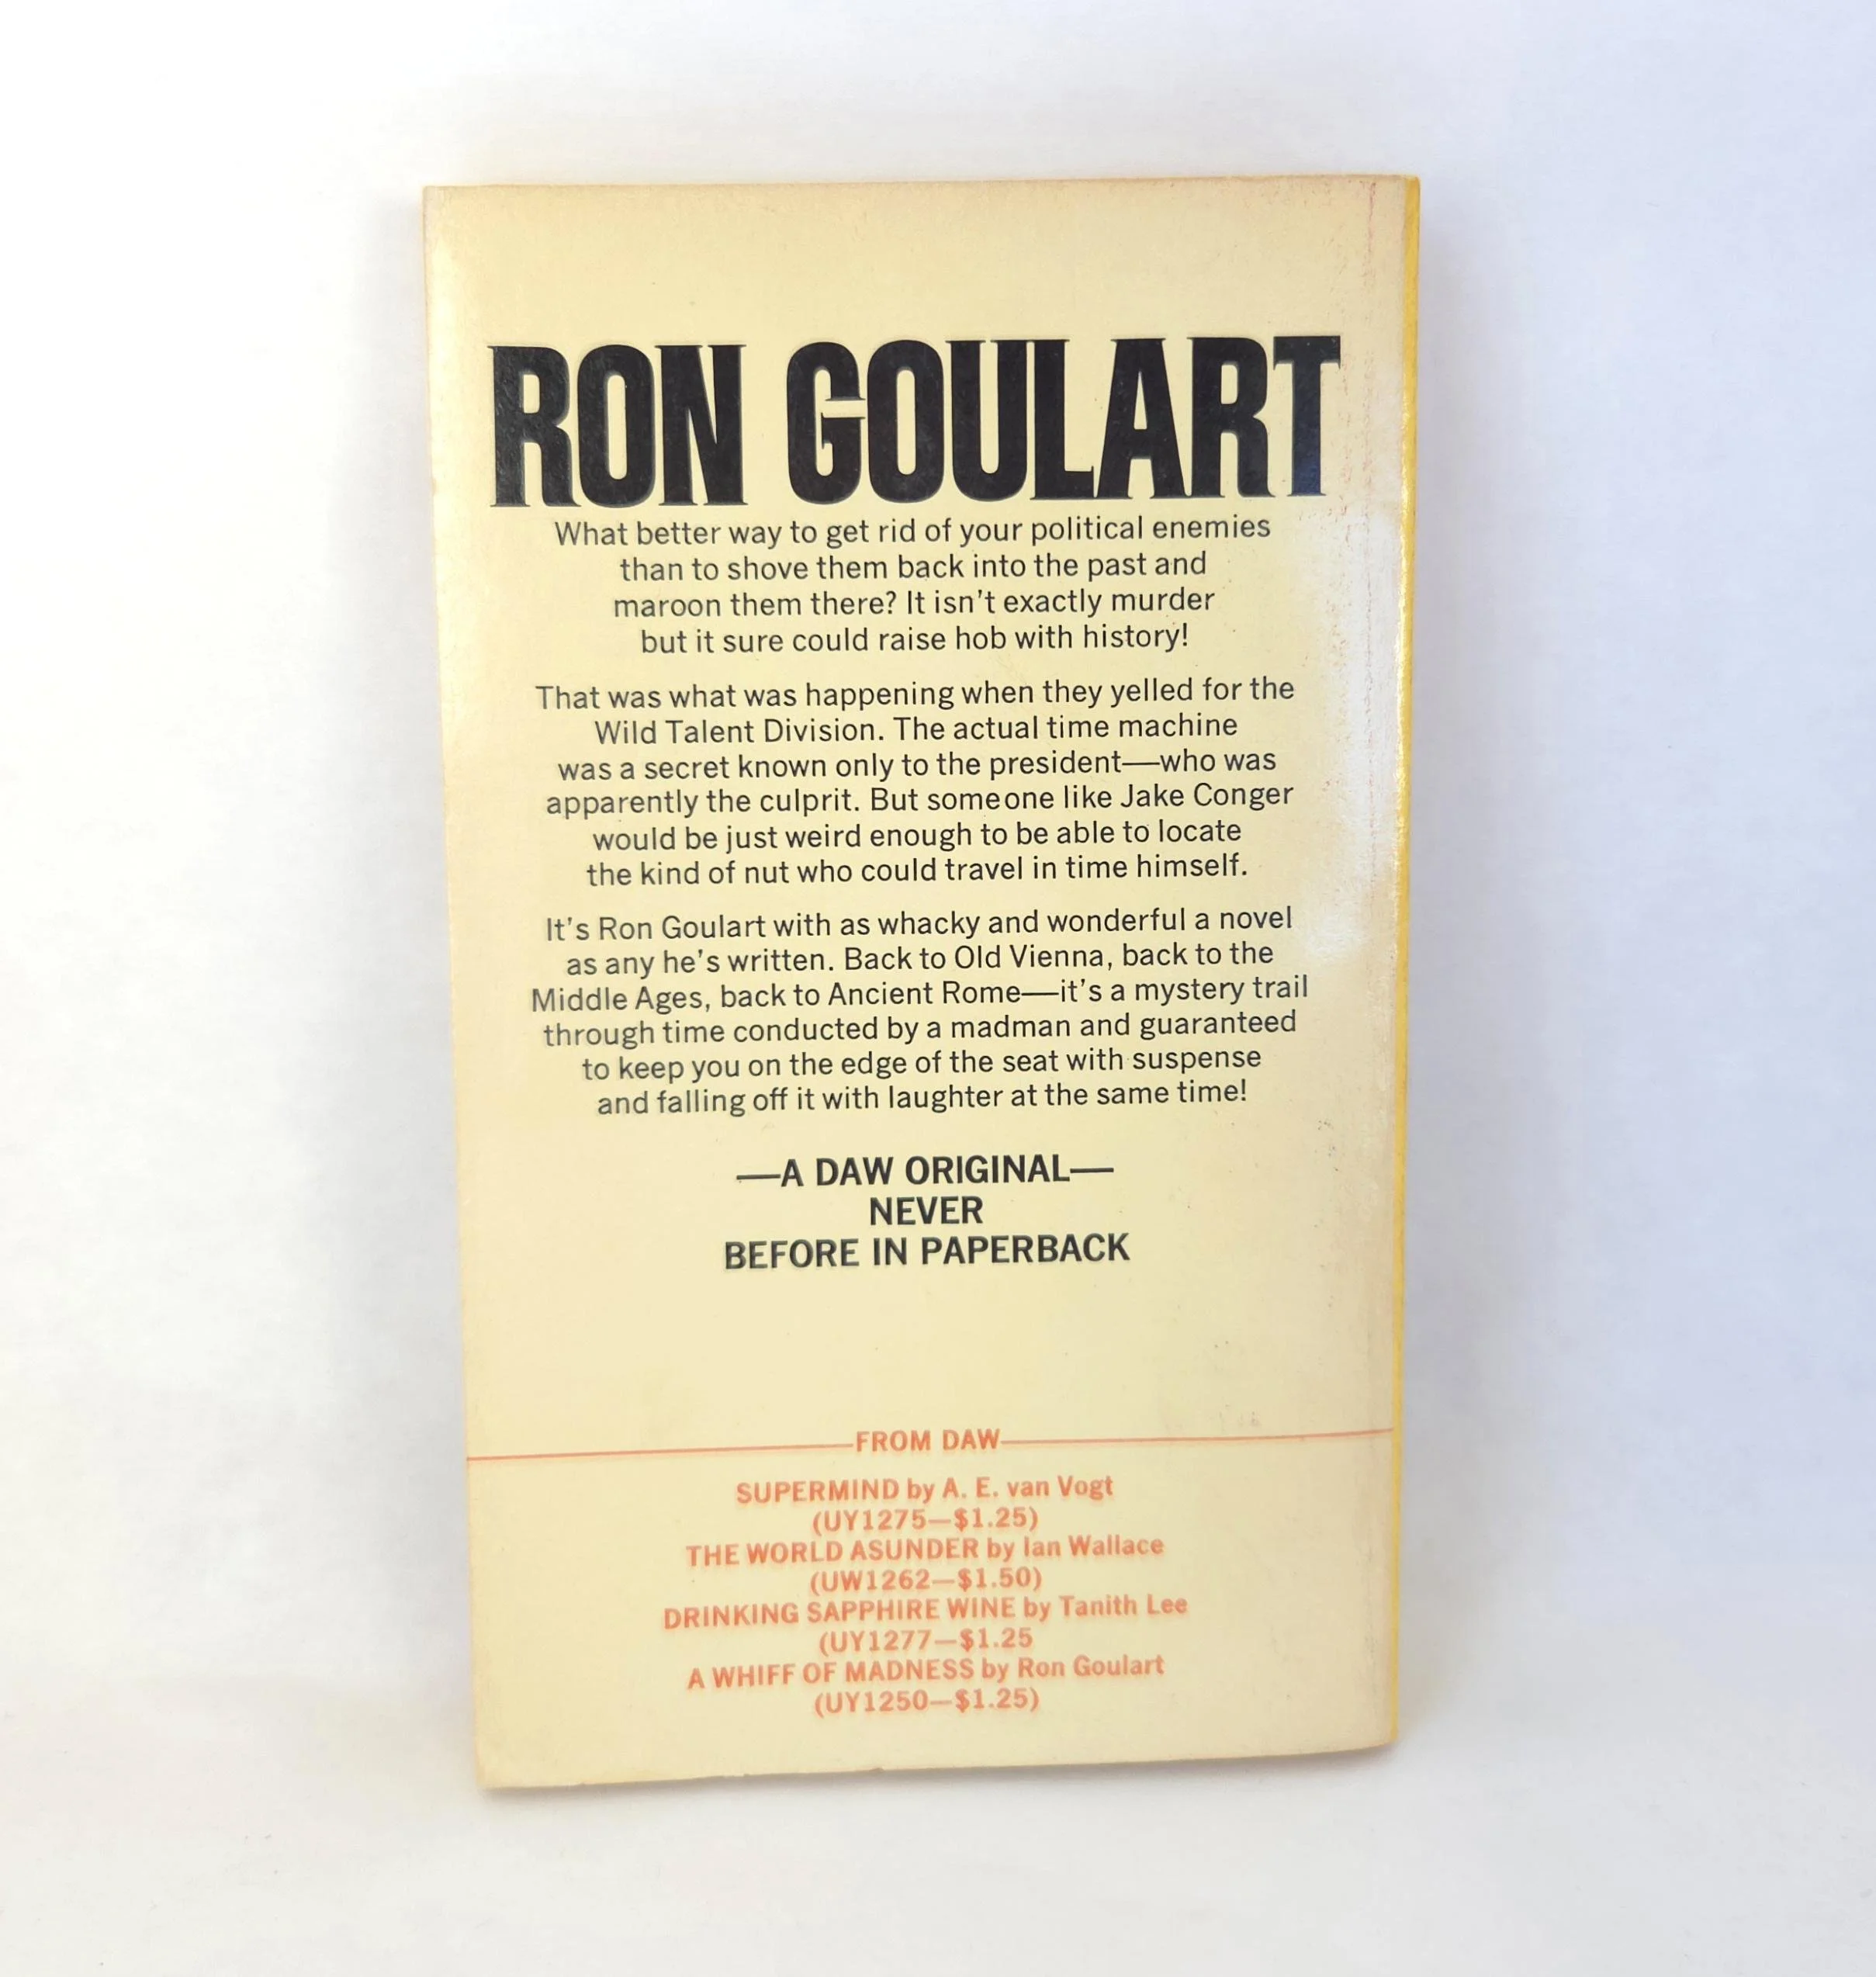 RON GOULART
What better way to get rid of your political enemies
than to shove them back into the past and
maroon them there? It isn't exactly murder
but it sure could raise hob with history!
That was what was happening when they yelled for the
Wild Talent Division. The actual time machine
was a secret known only to the president—who was
apparently the culprit. But someone like Jake Conger
would be just weird enough to be able to locate
the kind of nut who could travel in time himself.
It's Ron Goulart with as whacky and wonderful a novel
as any he's written. Back to Old Vienna, back to the
Middle Ages, back to Ancient Rome—it's a mystery trail
through time conducted by a madman and guaranteed
to keep you on the edge of the seat with suspense
and falling off it with laughter at the same time!
—A DAW ORIGINAL—
NEVER
BEFORE IN PAPERBACK
FROM DAW
SUPERMIND by A. E. van Vogt
(UY1275—$1.25)
THE WORLD ASUNDER by Ian Wallace
(UW1262—$1.50)
DRINKING SAPPHIRE WINE by Tanith Lee
(UY1277—$1.25
A WHIFF OF MADNESS by Ron Goulart
(UY1250—$1.25)